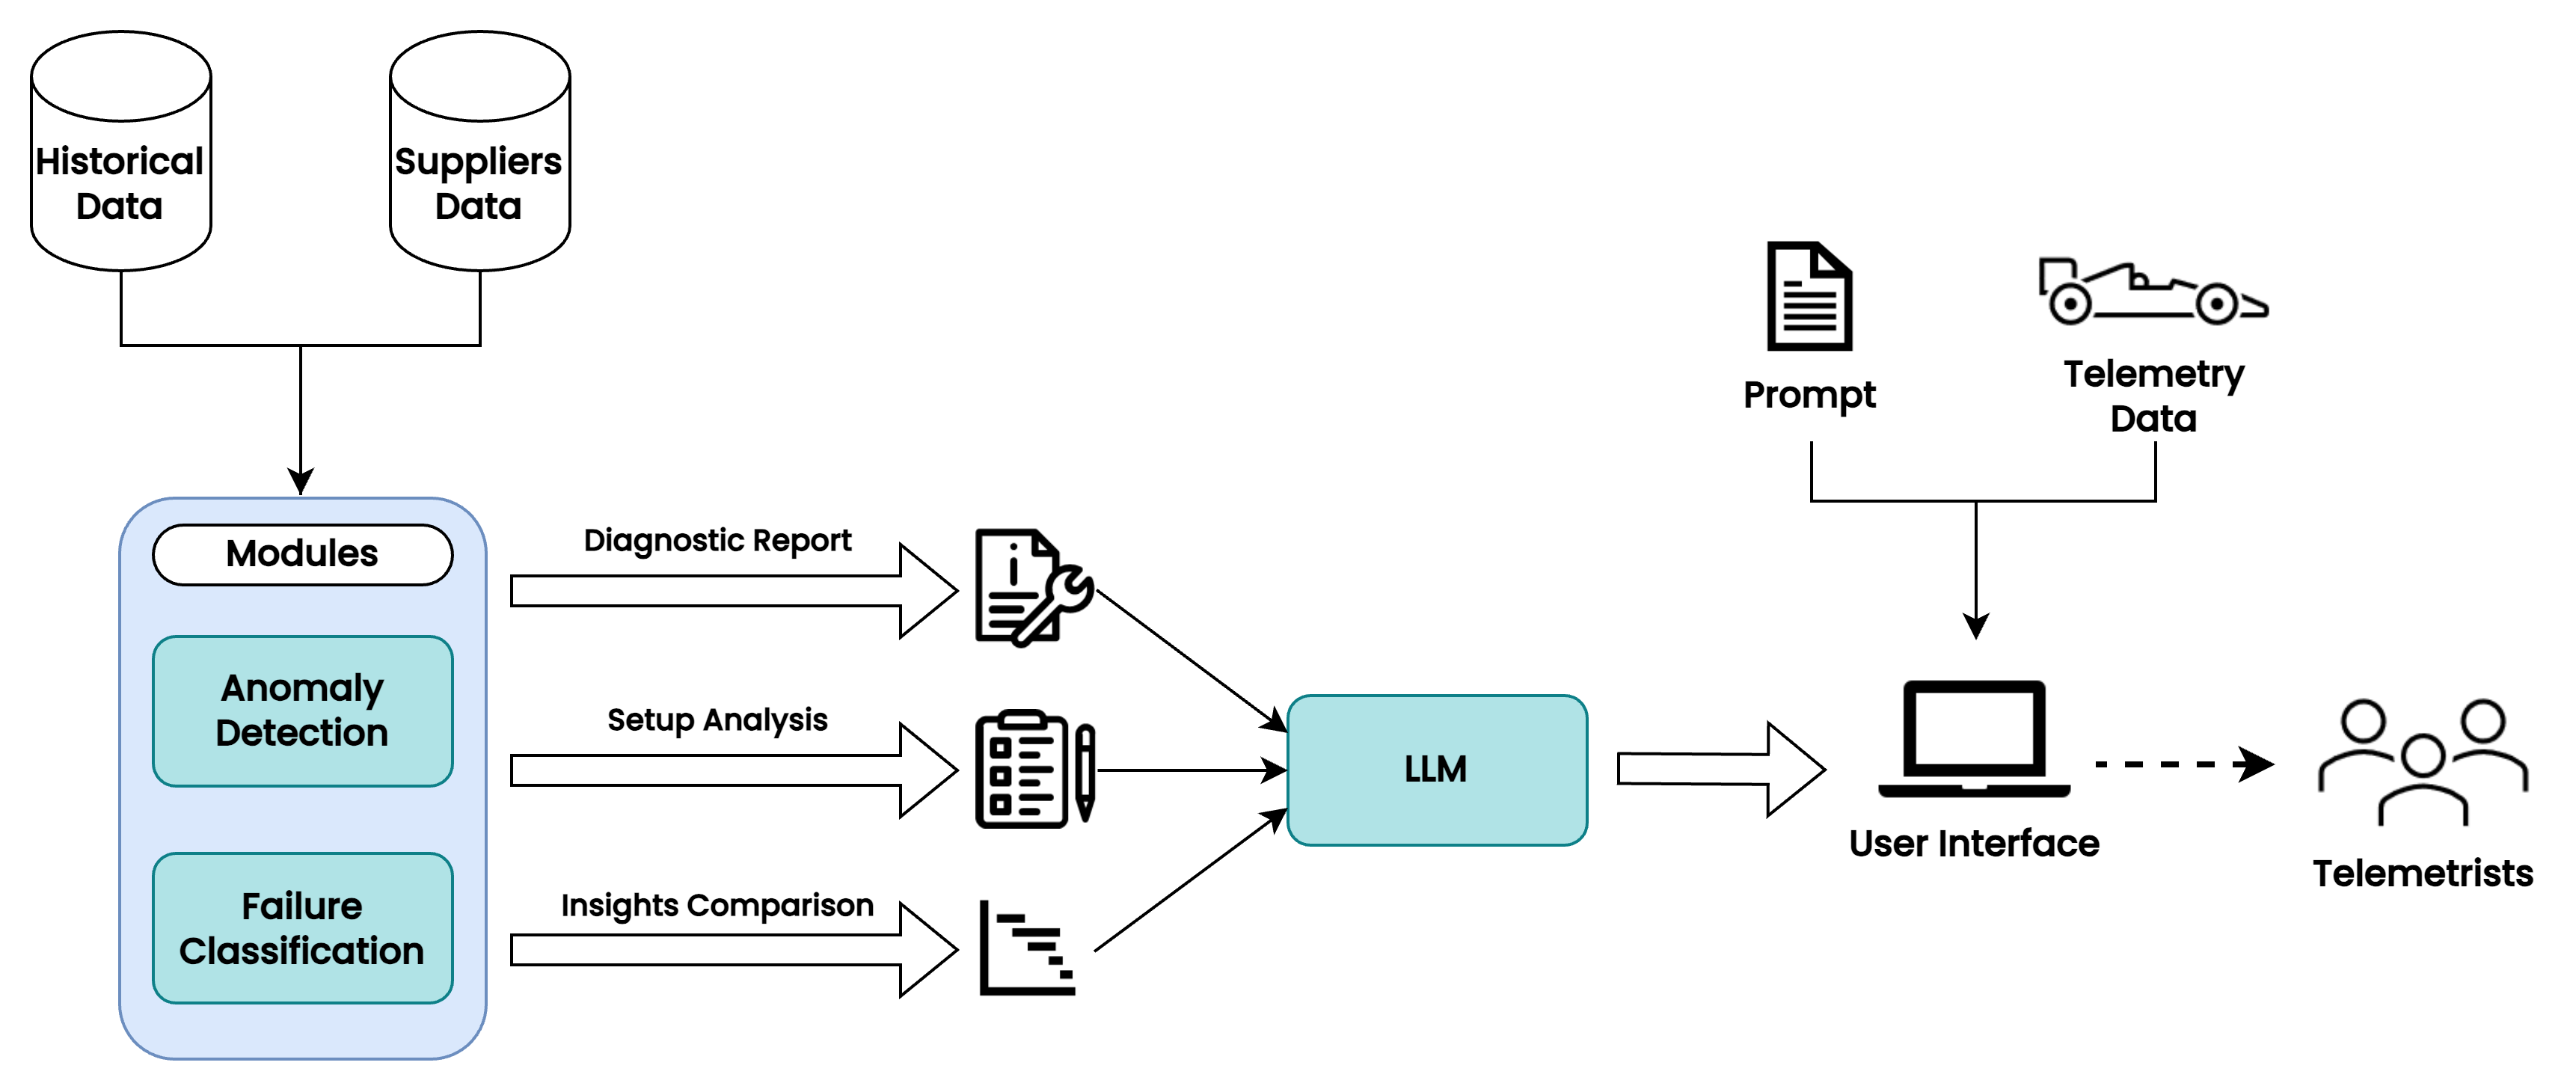 Historical
Data
Suppliers
Data
Modules
Anomaly
Detection
Failure
Classification
Diagnostic Report
Setup Analysis
Insights Comparison
LLM
Prompt
Telemetry
Data
User Interface
Telemetrists